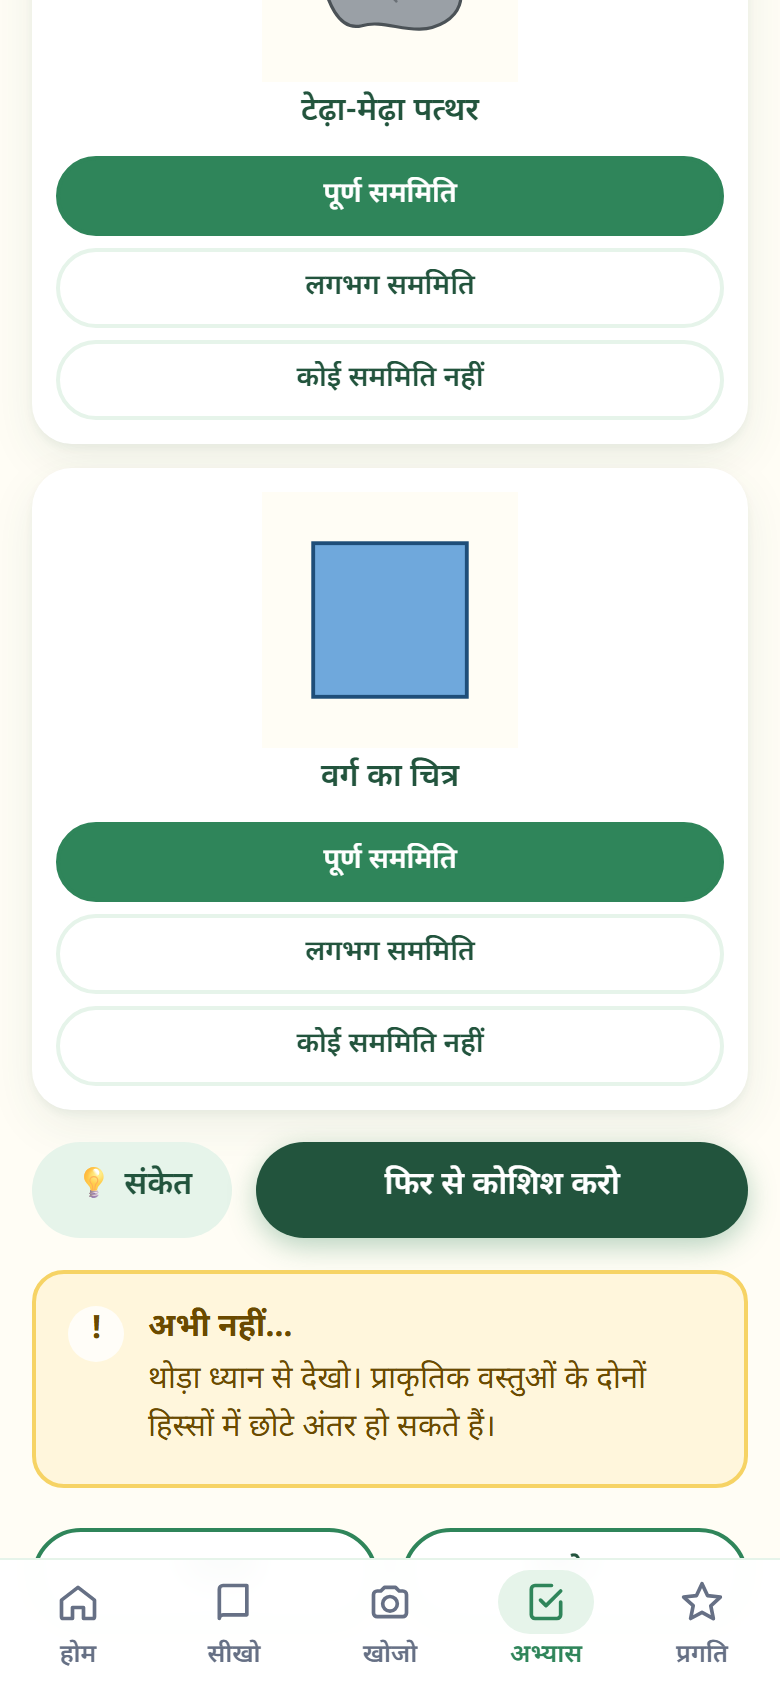 टेढ़ा-मेढ़ा पत्थर
पूर्ण सममिति
लगभग सममिति
कोई सममिति नहीं
वर्ग का चित्र
पूर्ण सममिति
लगभग सममिति
कोई सममिति नहीं
💡 संकेत
फिर से कोशिश करो
! अभी नहीं...
थोड़ा ध्यान से देखो। प्राकृतिक वस्तुओं के दोनों
हिस्सों में छोटे अंतर हो सकते हैं।
होम
सीखो
खोजो
अभ्यास
प्रगति